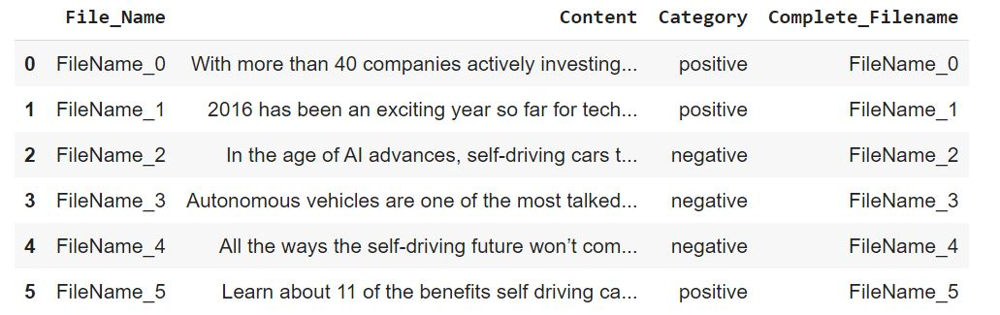 File_Name Content Category Complete_Filename
0 FileName_0 With more than 40 companies actively investing... positive FileName_0
1 FileName_1 2016 has been an exciting year so far for tech... positive FileName_1
2 FileName_2 In the age of AI advances, self-driving cars t... negative FileName_2
3 FileName_3 Autonomous vehicles are one of the most talked... negative FileName_3
4 FileName_4 All the ways the self-driving future won’t com... negative FileName_4
5 FileName_5 Learn about 11 of the benefits self driving ca... positive FileName_5